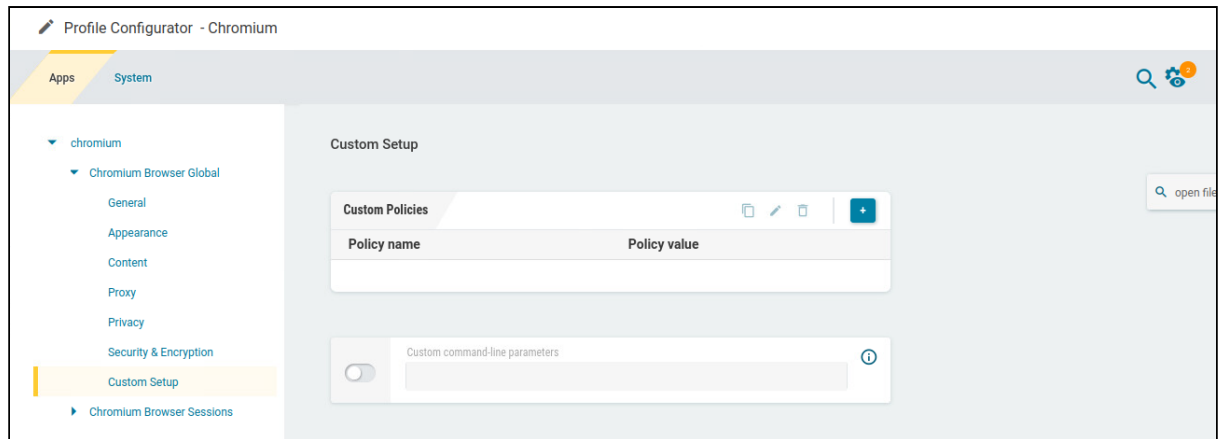 Profile Configurator - Chromium
Apps
System
2
chromium
Chromium Browser Global
General
Appearance
Content
Proxy
Privacy
Security & Encryption
Custom Setup
Chromium Browser Sessions
Custom Setup
Custom Policies
Policy name Policy value
Custom command-line parameters
open file